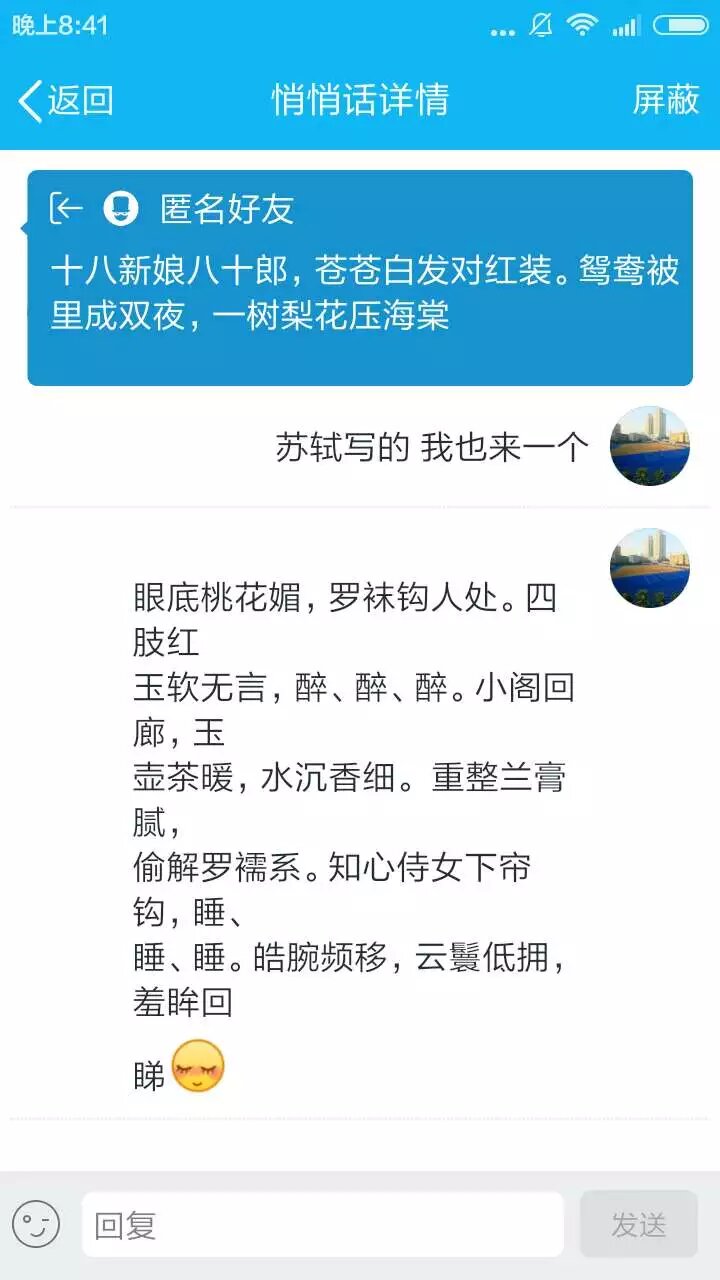 晚上8:41
返回
悄悄话详情
屏蔽
匿名好友
十八新娘八十郎，苍苍白发对红装。鸳鸯被
里成双夜，一树梨花压海棠
苏轼写的 我也来一个
眼底桃花媚，罗袜钩人处。四
肢红
玉软无言，醉、醉、醉。小阁回
廊，玉
壶茶暖，水沉香细。重整兰膏
腻，
偷解罗襦系。知心侍女下帘
钩，睡、
睡、睡。皓腕频移，云鬟低拥，
羞眸回
睇
回复
发送